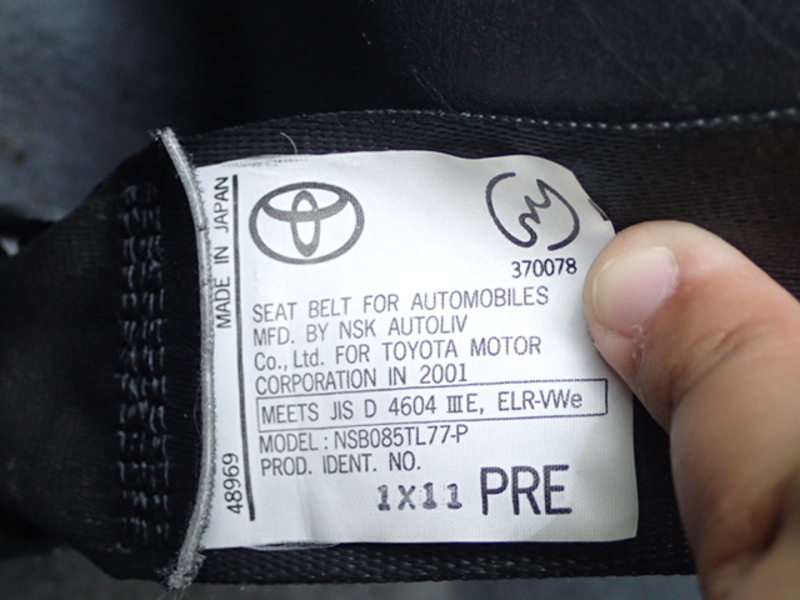 370078
SEAT BELT FOR AUTOMOBILES
MFD. BY NSK AUTOLIV
Co., Ltd. FOR TOYOTA MOTOR
CORPORATION IN 2001
MEETS JIS D 4604 ⅢE, ELR-VWe
MODEL : NSB085TL77-P
PROD. IDENT. NO.
1X11 PRE
MADE IN JAPAN
48969